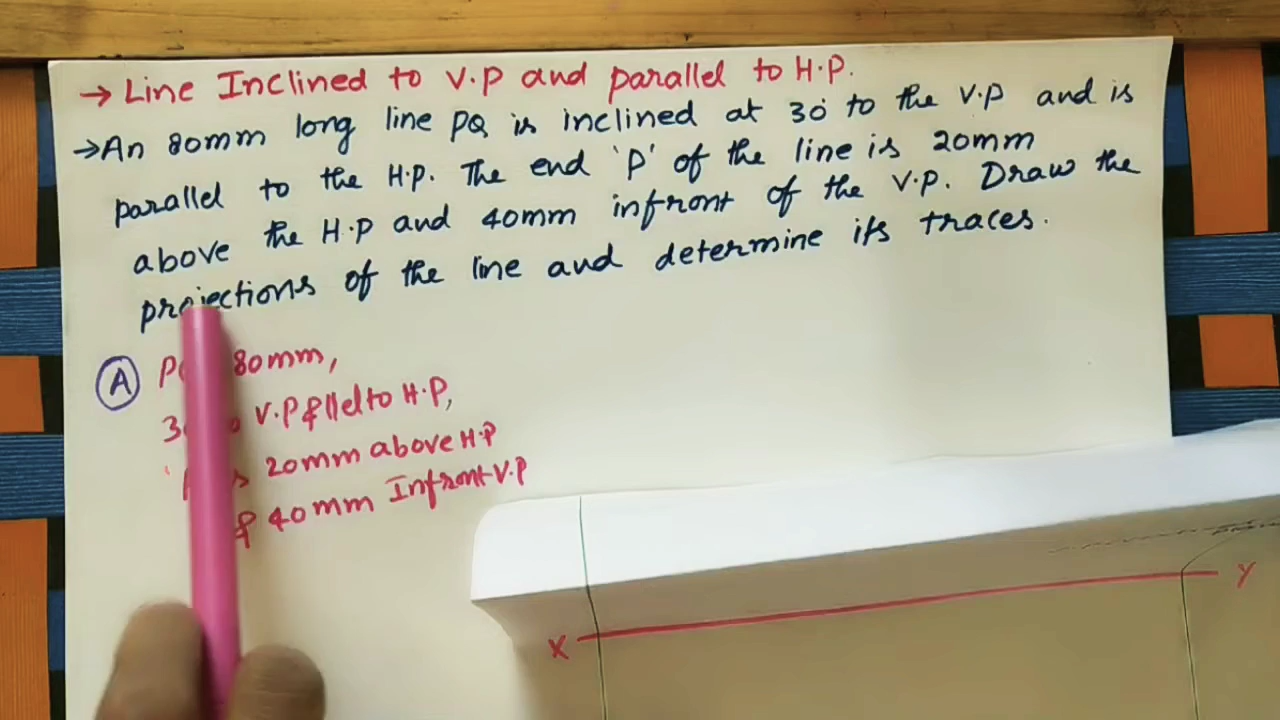 → Line Inclined to V.P and parallel to H.P.
→ An 80mm long line PQ is inclined at 30° to the V.P and is
parallel to the H.P. The end 'P' of the line is 20mm
above the H.P and 40mm infront of the V.P. Draw the
projections of the line and determine its traces.
A
80mm,
V.P & llel to H.P,
20mm above H.P
& 40mm Infront V.P
X
Y